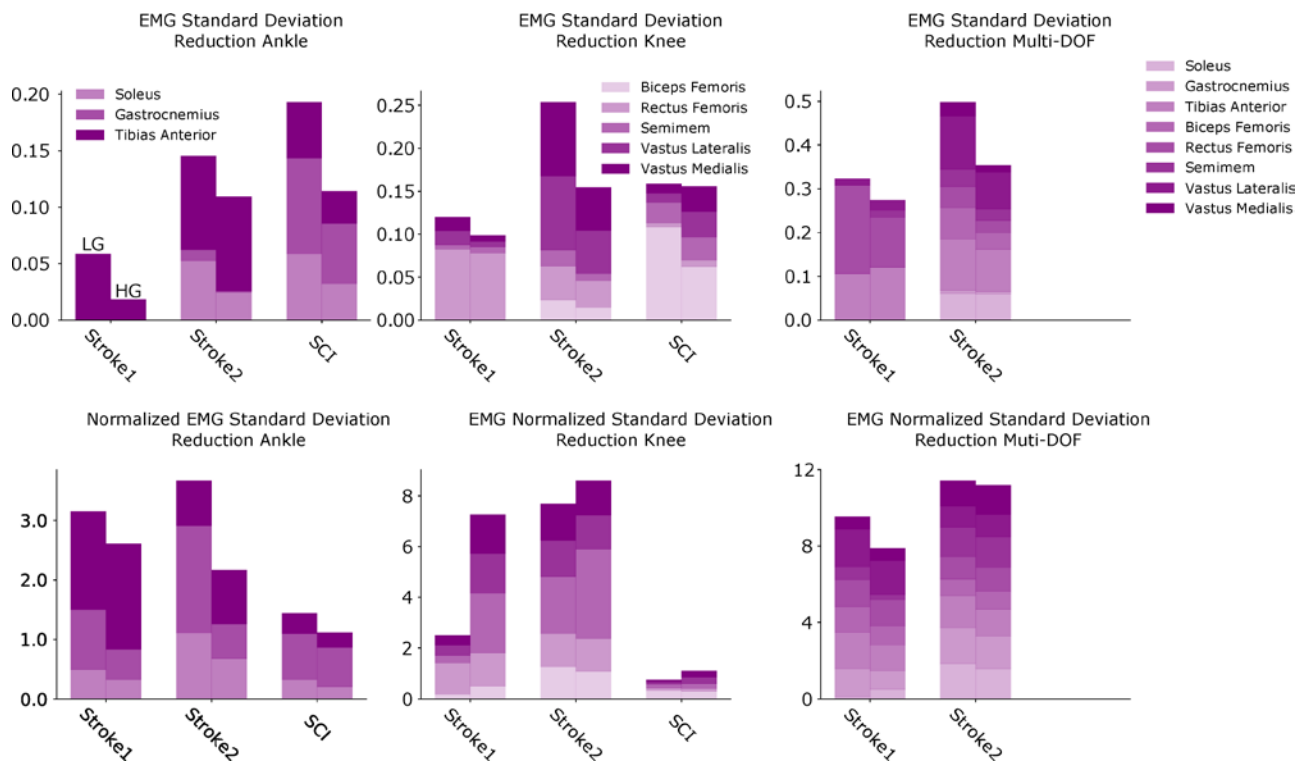 EMG Standard Deviation
Reduction Ankle
0.20
0.15
0.10
0.05
0.00
Soleus
Gastrocnemius
Tibias Anterior
LG
HG
Stroke1
Stroke2
SCI
EMG Standard Deviation
Reduction Knee
0.25
0.20
0.15
0.10
0.05
0.00
Biceps Femoris
Rectus Femoris
Semimem
Vastus Lateralis
Vastus Medialis
Stroke1
Stroke2
SCI
EMG Standard Deviation
Reduction Multi-DOF
0.5
0.4
0.3
0.2
0.1
0.0
Soleus
Gastrocnemius
Tibias Anterior
Biceps Femoris
Rectus Femoris
Semimem
Vastus Lateralis
Vastus Medialis
Stroke1
Stroke2
Normalized EMG Standard Deviation
Reduction Ankle
3.0
2.0
1.0
0.0
Stroke1
Stroke2
SCI
EMG Normalized Standard Deviation
Reduction Knee
8
6
4
2
0
Stroke1
Stroke2
SCI
EMG Normalized Standard Deviation
Reduction Muti-DOF
12
8
4
0
Stroke1
Stroke2